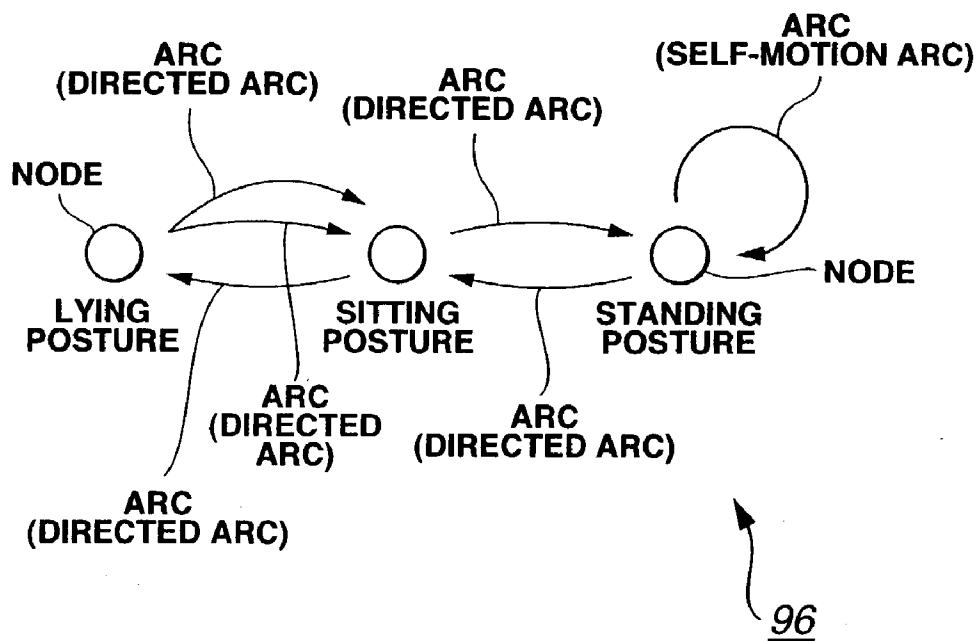 ARC
(SELF-MOTION ARC)
ARC
(DIRECTED ARC)
ARC
(DIRECTED ARC)
NODE
NODE
LYING
POSTURE
SITTING
POSTURE
STANDING
POSTURE
ARC
(DIRECTED
ARC)
ARC
(DIRECTED ARC)
ARC
(DIRECTED ARC)
96